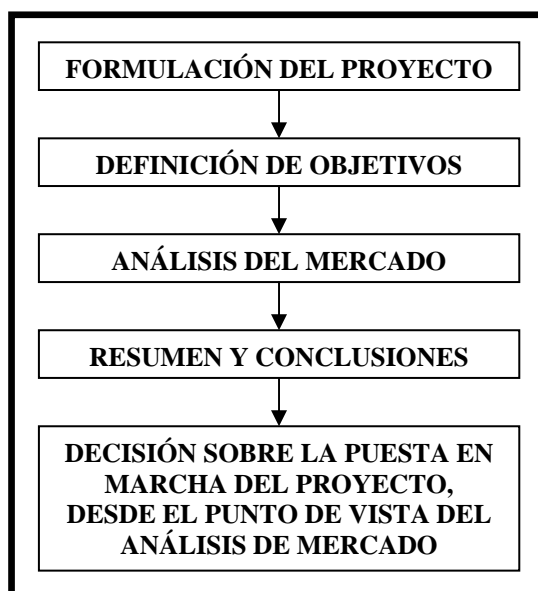 FORMULACIÓN DEL PROYECTO
DEFINICIÓN DE OBJETIVOS
ANÁLISIS DEL MERCADO
RESUMEN Y CONCLUSIONES
DECISIÓN SOBRE LA PUESTA EN
MARCHA DEL PROYECTO,
DESDE EL PUNTO DE VISTA DEL
ANÁLISIS DE MERCADO